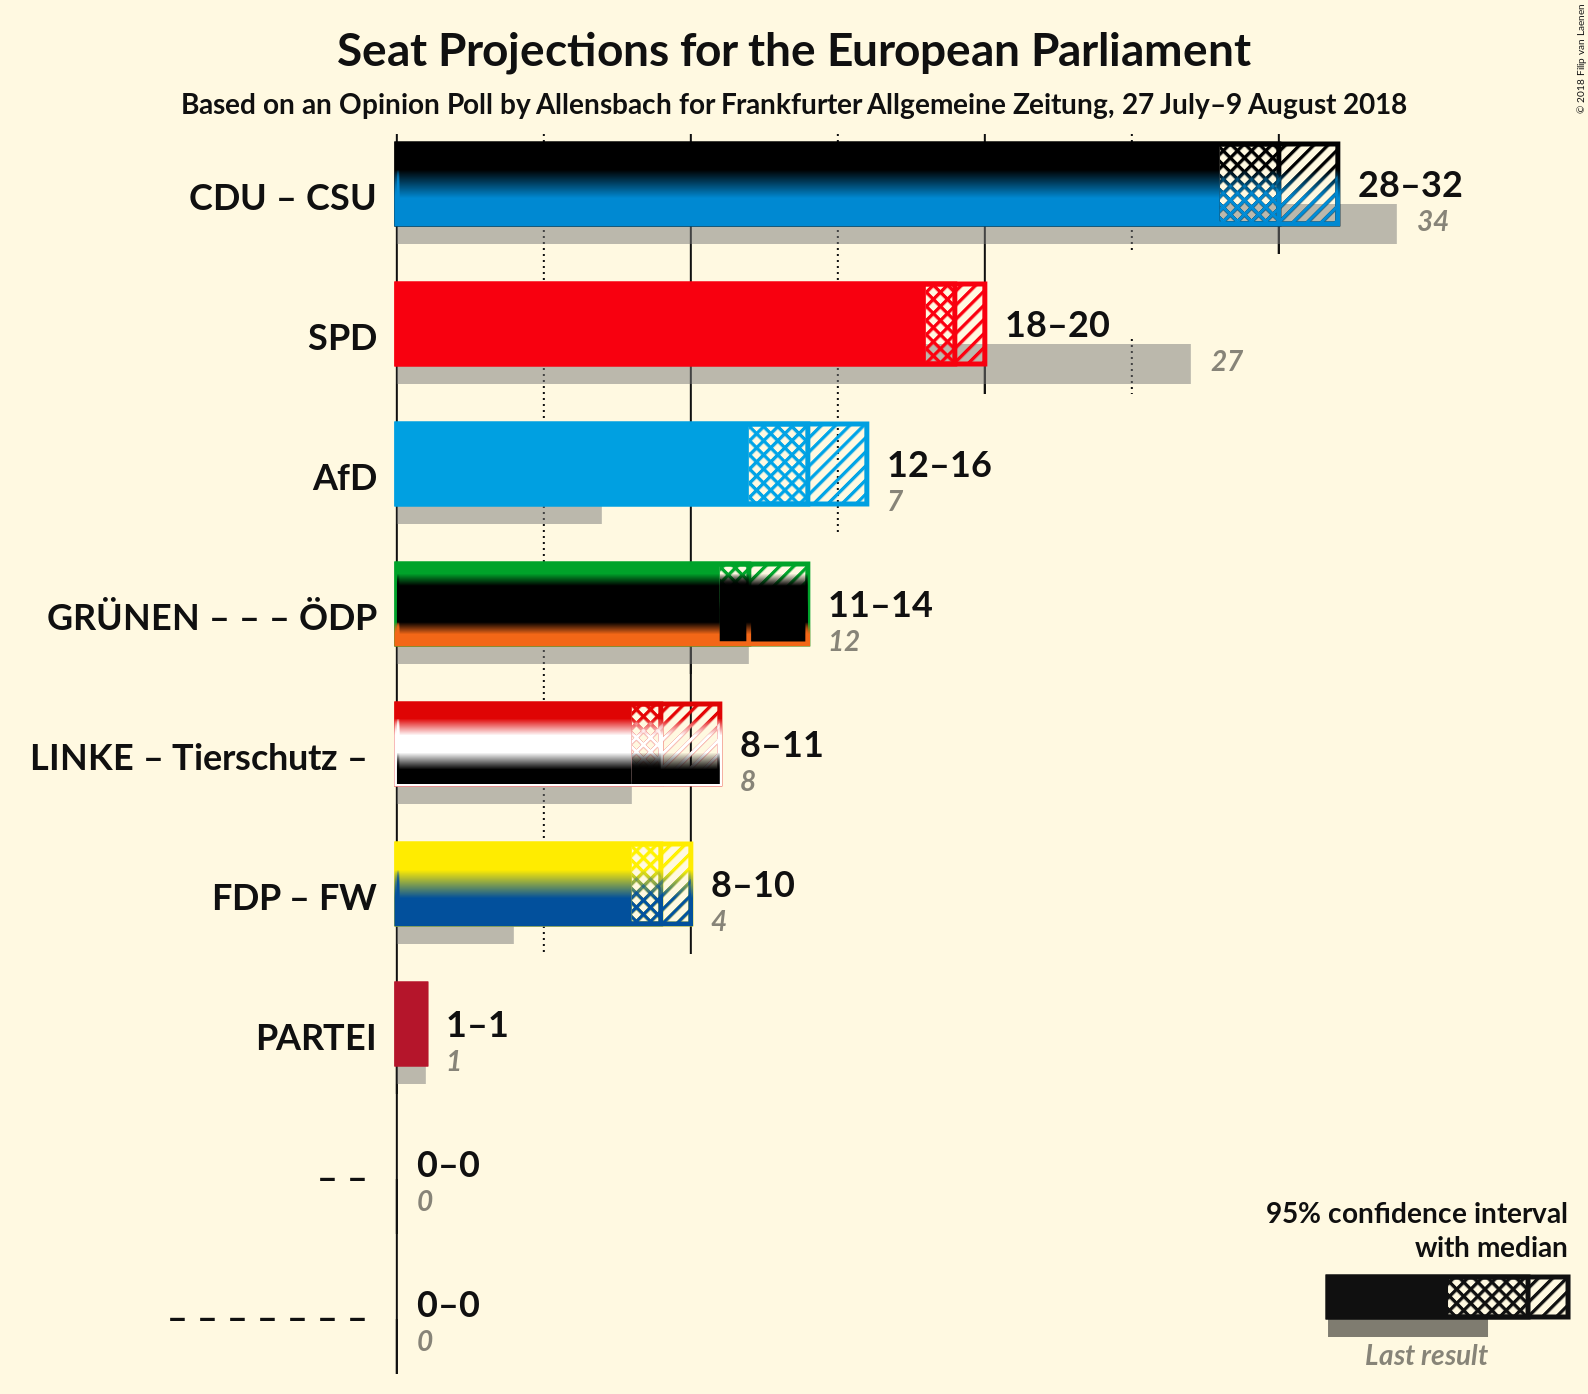 Seat Projections for the European Parliament
Based on an Opinion Poll by Allensbach for Frankfurter Allgemeine Zeitung, 27 July–9 August 2018
© 2018 Filip van Laenen
CDU – CSU
28–32
34
SPD
18–20
27
AfD
12–16
7
GRÜNEN – – – ÖDP
11–14
12
LINKE – Tierschutz –
8–11
8
FDP – FW
8–10
4
PARTEI
1–1
1
– –
0–0
0
– – – – – – –
0–0
0
95% confidence interval
with median
Last result